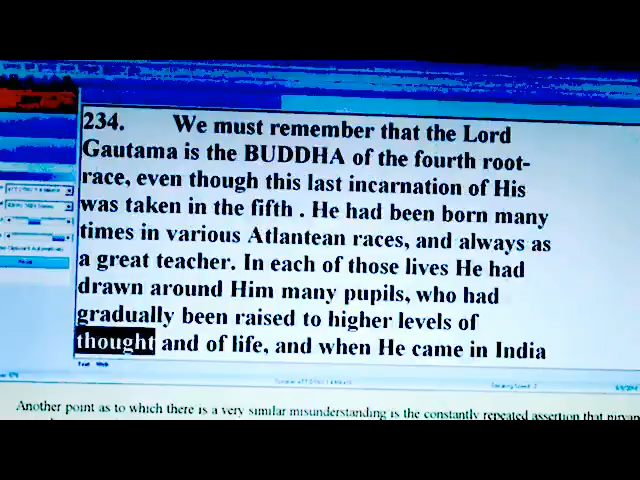 234. We must remember that the Lord
Gautama is the BUDDHA of the fourth root-
race, even though this last incarnation of His
was taken in the fifth . He had been born many
times in various Atlantean races, and always as
a great teacher. In each of those lives He had
drawn around Him many pupils, who had
gradually been raised to higher levels of
thought and of life, and when He came in India
Another point as to which there is a very similar misunderstanding is the constantly repeated assertion that